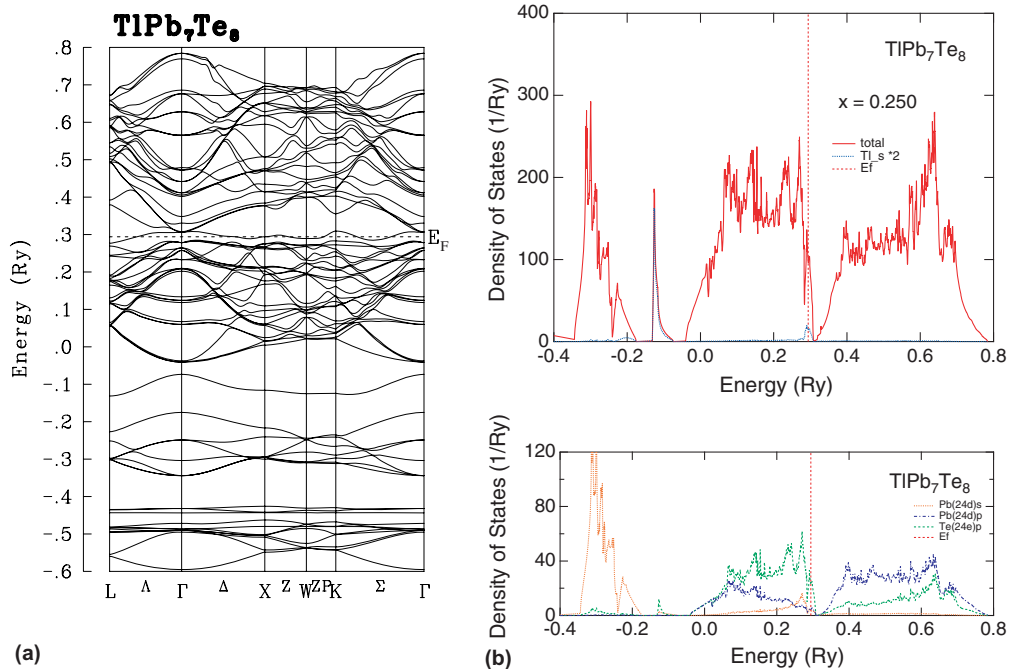 TlPb₇Te₈
.8
.7
.6
.5
.4
.3
.2
.1
.0
-.1
-.2
-.3
-.4
-.5
-.6
Energy (Ry)
E_F
L Λ Γ Δ X Z W ZP K Σ Γ
(a)
400
300
200
100
0
Density of States (1/Ry)
TlPb₇Te₈
x = 0.250
total
Tl_s *2
Ef
-0.4 -0.2 0.0 0.2 0.4 0.6 0.8
Energy (Ry)
120
80
40
0
Density of States (1/Ry)
TlPb₇Te₈
Pb(24d)s
Pb(24d)p
Te(24e)p
Ef
-0.4 -0.2 0.0 0.2 0.4 0.6 0.8
Energy (Ry)
(b)